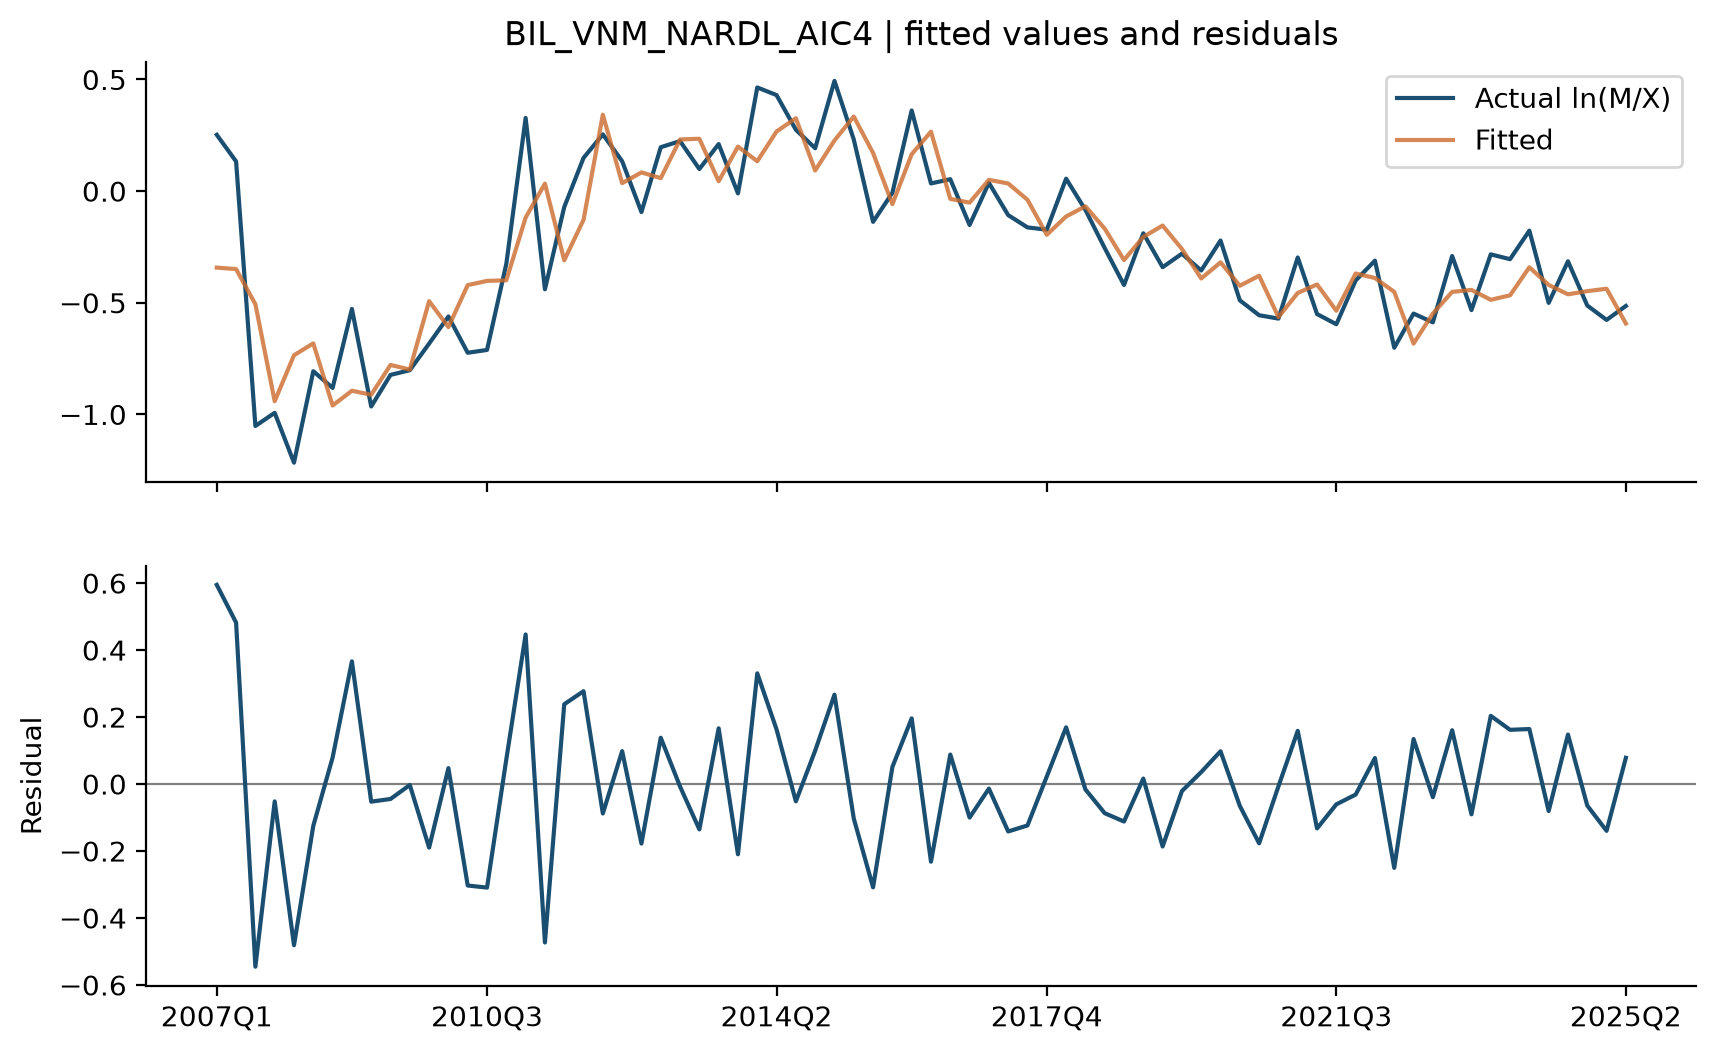 BIL_VNM_NARDL_AIC4 | fitted values and residuals
0.5
0.0
−0.5
−1.0
Actual ln(M/X)
Fitted
Residual
0.6
0.4
0.2
0.0
−0.2
−0.4
−0.6
2007Q1 2010Q3 2014Q2 2017Q4 2021Q3 2025Q2